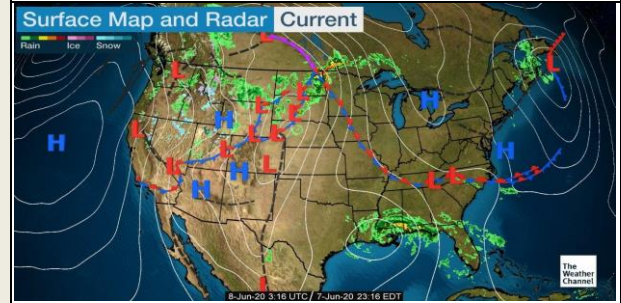 Surface Map and Radar Current
Rain Ice Snow
L
L
L
H
L
L
L
L
H
L
H
L
L
L
L
H
H
H
L
L
L
The
Weather
Channel
8-Jun-20 3:16 UTC / 7-Jun-20 23:16 EDT